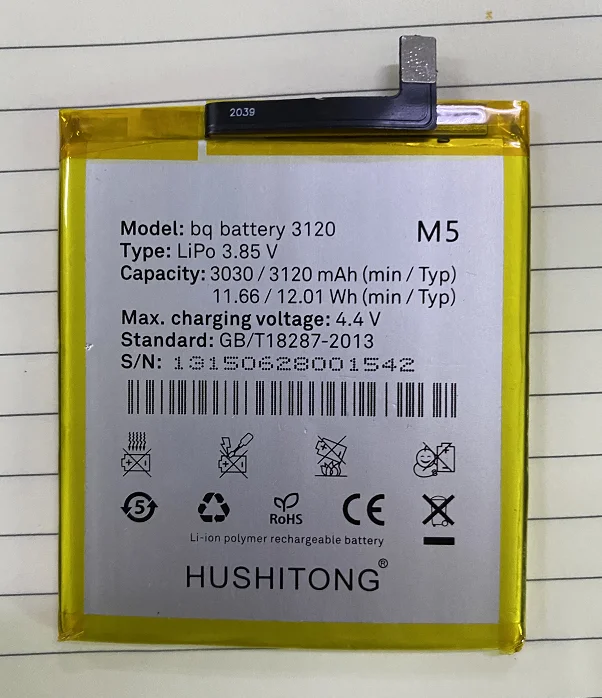 2039
Model: bq battery 3120
M5
Type: LiPo 3.85 V
Capacity: 3030 / 3120 mAh (min / Typ)
11.66 / 12.01 Wh (min / Typ)
Max. charging voltage: 4.4 V
Standard: GB/T18287-2013
S/N: 13150628001542
5
RoHS
CE
Li-ion polymer rechargeable battery
HUSHITONG®